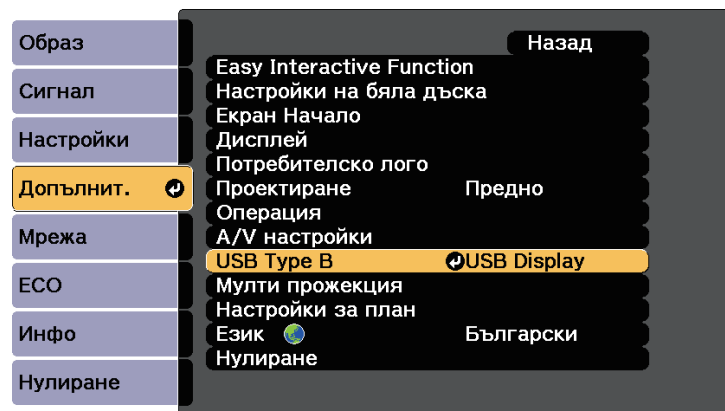 Образ
Сигнал
Настройки
Допълнит.
Мрежа
ECO
Инфо
Нулиране
Назад
Easy Interactive Function
Настройки на бяла дъска
Екран Начало
Дисплей
Потребителско лого
Проектиране Предно
Операция
A/V настройки
USB Type B USB Display
Мулти прожекция
Настройки за план
Език Български
Нулиране